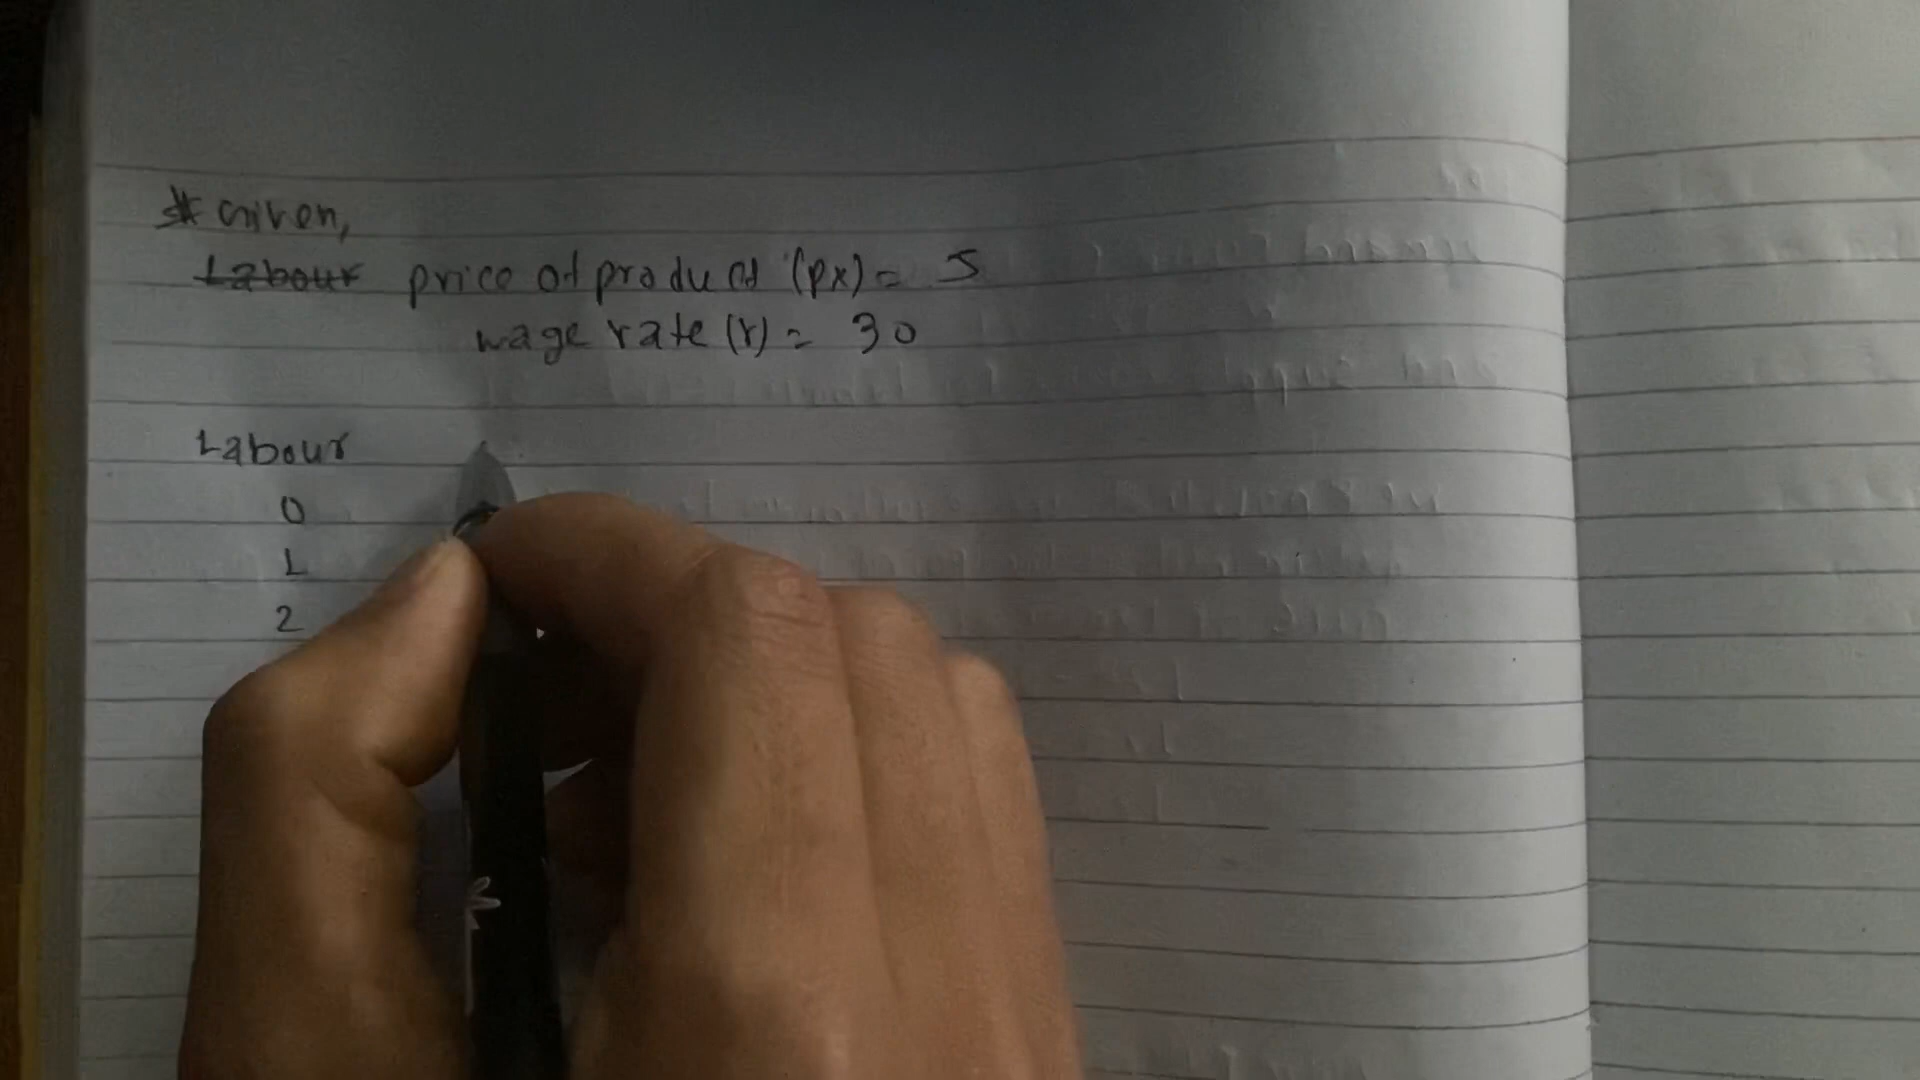 * Given,
Labour price of product (px) = 5
wage rate (r) = 30
Labour
0
1
2